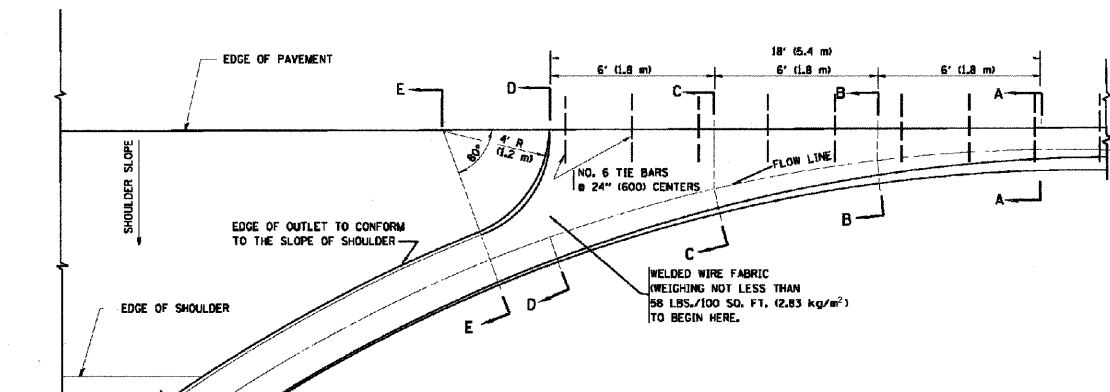 18' (5.4 m)
6' (1.8 m)
6' (1.8 m)
6' (1.8 m)
EDGE OF PAVEMENT
E
D
C
B
A
4' R
(1.2 m)
60°
FLOW LINE
NO. 6 TIE BARS
@ 24" (600) CENTERS
SHOULDER SLOPE
EDGE OF OUTLET TO CONFORM
TO THE SLOPE OF SHOULDER
A
B
C
D
E
WELDED WIRE FABRIC
(WEIGHING NOT LESS THAN
58 LBS./100 SQ. FT. (2.83 kg/m²)
TO BEGIN HERE.
EDGE OF SHOULDER